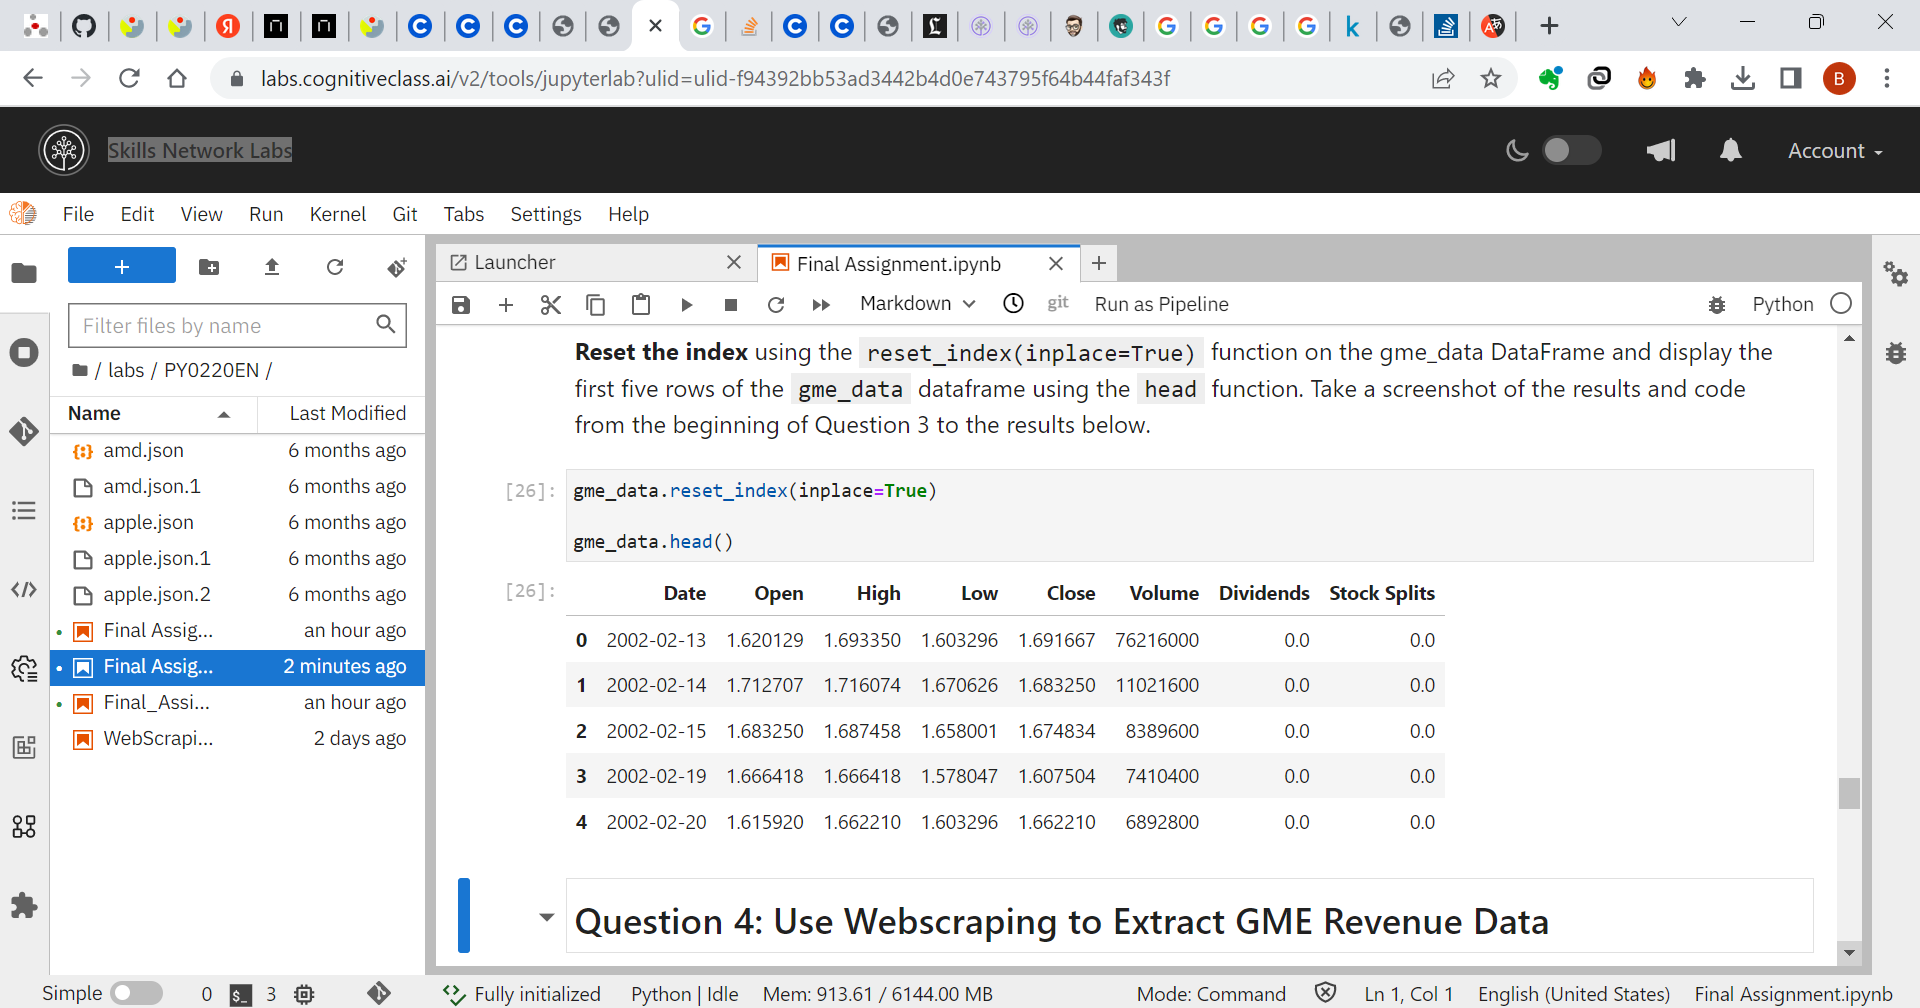 labs.cognitiveclass.ai/v2/tools/jupyterlab?ulid=ulid-f94392bb53ad3442b4d0e743795f64b44faf343f
B
Skills Network Labs
Account
File Edit View Run Kernel Git Tabs Settings Help
Launcher
Final Assignment.ipynb
Markdown
git
Run as Pipeline
Python
Filter files by name
/ labs / PY0220EN /
Name Last Modified
amd.json 6 months ago
amd.json.1 6 months ago
apple.json 6 months ago
apple.json.1 6 months ago
apple.json.2 6 months ago
Final Assig... an hour ago
Final Assig... 2 minutes ago
Final_Assi... an hour ago
WebScrapi... 2 days ago
Reset the index using the reset_index(inplace=True) function on the gme_data DataFrame and display the
first five rows of the gme_data dataframe using the head function. Take a screenshot of the results and code
from the beginning of Question 3 to the results below.
[26]: gme_data.reset_index(inplace=True)
gme_data.head()
[26]: Date Open High Low Close Volume Dividends Stock Splits
0 2002-02-13 1.620129 1.693350 1.603296 1.691667 76216000 0.0 0.0
1 2002-02-14 1.712707 1.716074 1.670626 1.683250 11021600 0.0 0.0
2 2002-02-15 1.683250 1.687458 1.658001 1.674834 8389600 0.0 0.0
3 2002-02-19 1.666418 1.666418 1.578047 1.607504 7410400 0.0 0.0
4 2002-02-20 1.615920 1.662210 1.603296 1.662210 6892800 0.0 0.0
Question 4: Use Webscraping to Extract GME Revenue Data
Simple 0 $_ 3 Fully initialized Python | Idle Mem: 913.61 / 6144.00 MB Mode: Command Ln 1, Col 1 English (United States) Final Assignment.ipynb